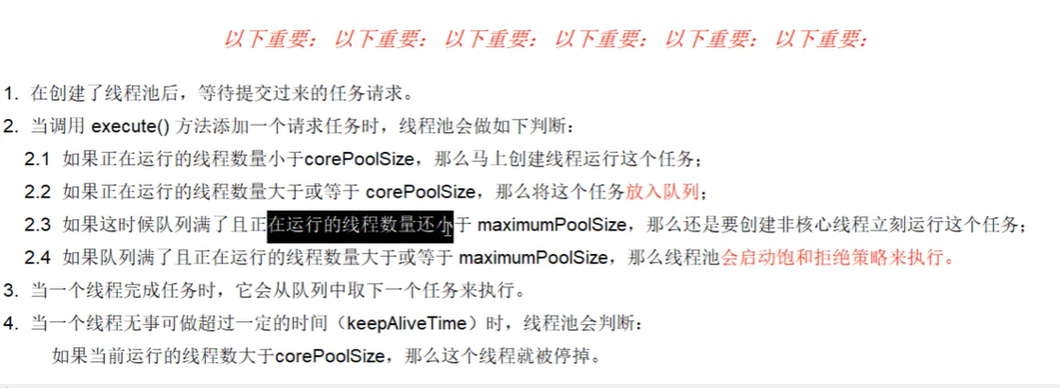 以下重要： 以下重要： 以下重要： 以下重要： 以下重要： 以下重要：
1. 在创建了线程池后，等待提交过来的任务请求。
2. 当调用 execute() 方法添加一个请求任务时，线程池会做如下判断：
2.1 如果正在运行的线程数量小于corePoolSize，那么马上创建线程运行这个任务；
2.2 如果正在运行的线程数量大于或等于 corePoolSize，那么将这个任务放入队列；
2.3 如果这时候队列满了且正在运行的线程数量还小于 maximumPoolSize，那么还是要创建非核心线程立刻运行这个任务；
2.4 如果队列满了且正在运行的线程数量大于或等于 maximumPoolSize，那么线程池会启动饱和拒绝策略来执行。
3. 当一个线程完成任务时，它会从队列中取下一个任务来执行。
4. 当一个线程无事可做超过一定的时间（keepAliveTime）时，线程池会判断：
如果当前运行的线程数大于corePoolSize，那么这个线程就被停掉。